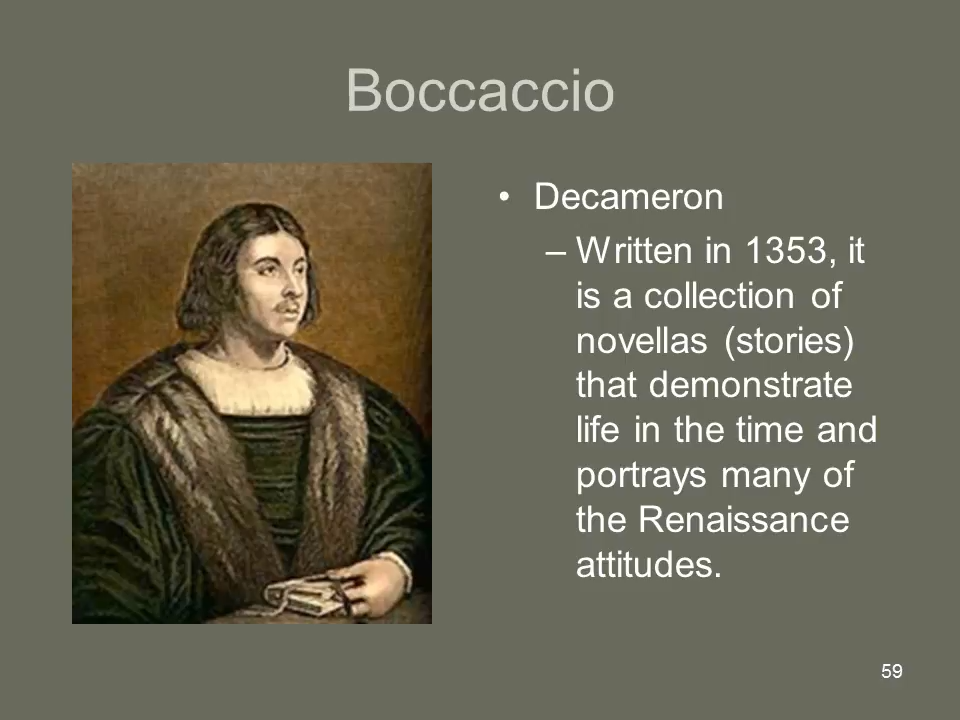 Boccaccio
• Decameron
– Written in 1353, it
is a collection of
novellas (stories)
that demonstrate
life in the time and
portrays many of
the Renaissance
attitudes.
59